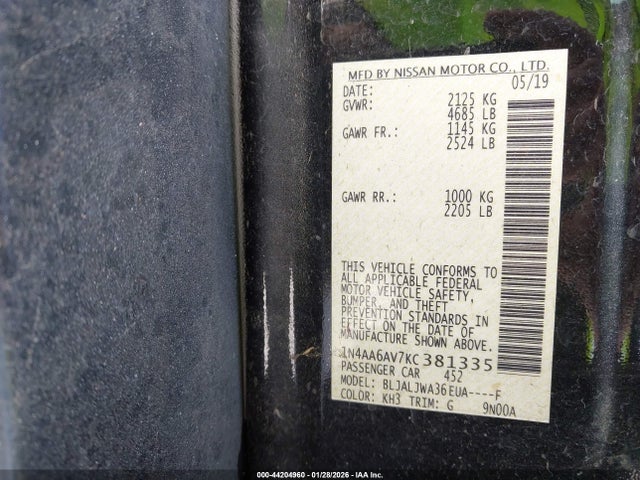 MFD BY NISSAN MOTOR CO., LTD.
DATE: 05/19
GVWR: 2125 KG
4685 LB
GAWR FR.: 1145 KG
2524 LB
GAWR RR.: 1000 KG
2205 LB
THIS VEHICLE CONFORMS TO
ALL APPLICABLE FEDERAL
MOTOR VEHICLE SAFETY,
BUMPER, AND THEFT
PREVENTION STANDARDS IN
EFFECT ON THE DATE OF
MANUFACTURE SHOWN ABOVE.
1N4AA6AV7KC381335
PASSENGER CAR 452
MODEL: BLJALJWA36EUA----F
COLOR: KH3 TRIM: G 9N00A
000-44204960 - 01/28/2026 - IAA Inc.